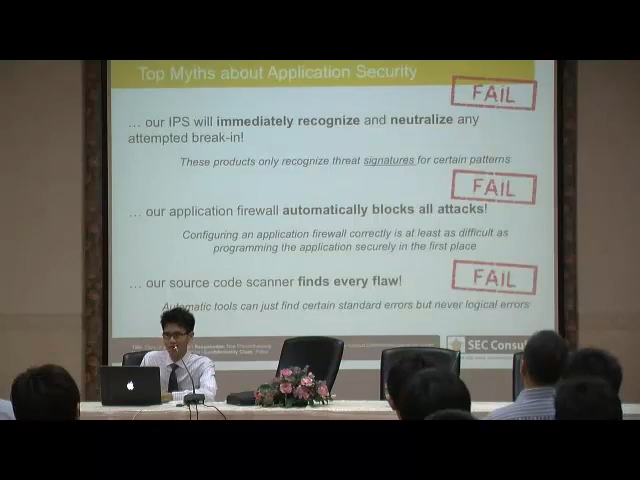 Top Myths about Application Security
FAIL
… our IPS will immediately recognize and neutralize any
attempted break-in!
These products only recognize threat signatures for certain patterns
FAIL
… our application firewall automatically blocks all attacks!
Configuring an application firewall correctly is at least as difficult as
programming the application securely in the first place
FAIL
… our source code scanner finds every flaw!
Automatic tools can just find certain standard errors but never logical errors
SEC Consul